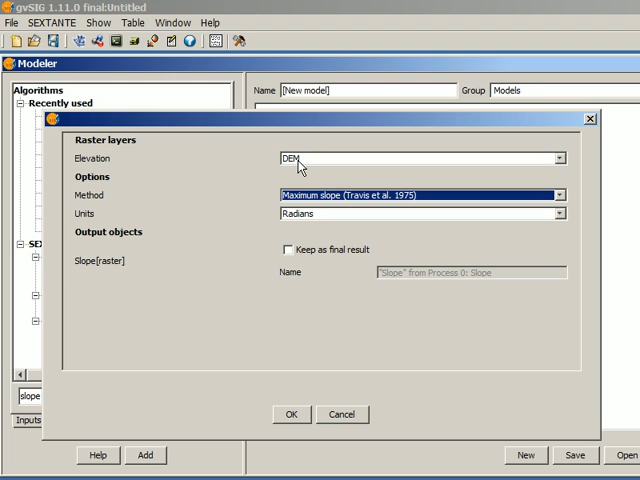 gvSIG 1.11.0 final:Untitled
File SEXTANTE Show Table Window Help
Modeler
Algorithms
Recently used
Name [New model] Group Models
Raster layers
Elevation DEM
Options
Method Maximum slope (Travis et al. 1975)
Units Radians
Output objects
Keep as final result
Slope[raster]
Name "Slope" from Process 0: Slope
slope
OK Cancel
Inputs
Help Add New Save Open